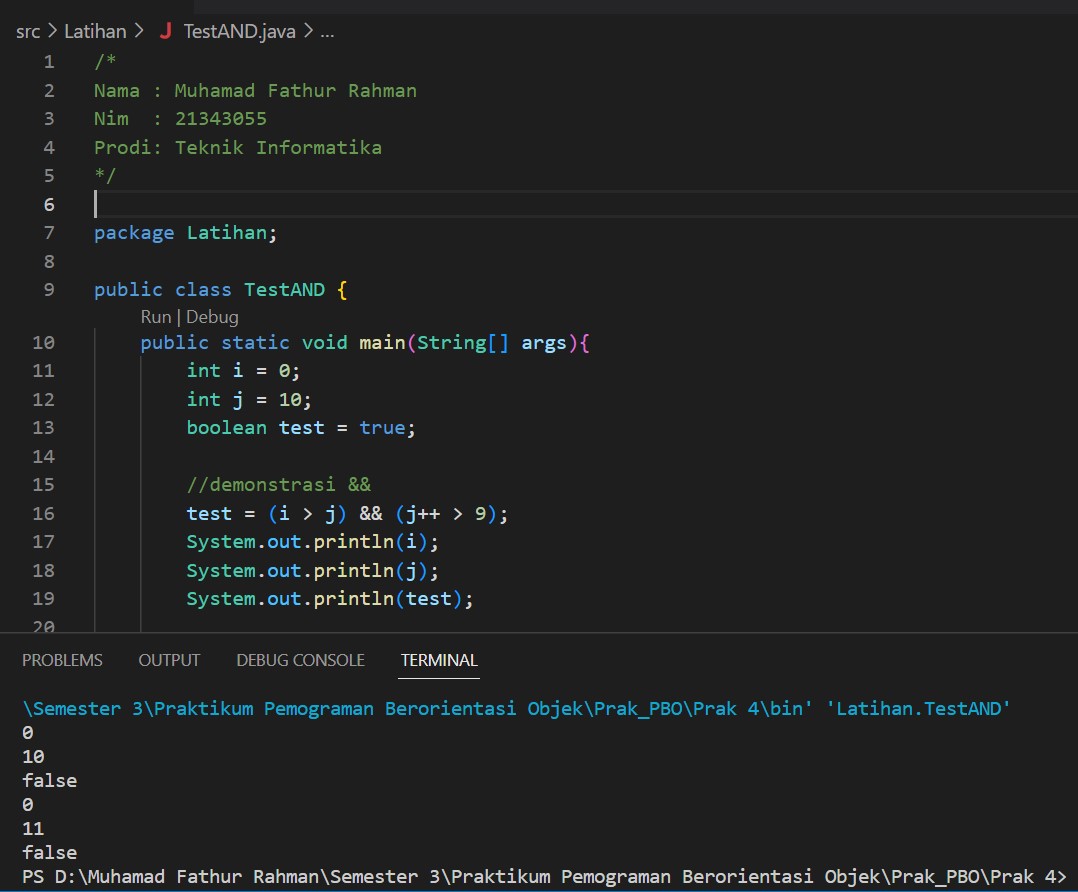 src > Latihan > J TestAND.java > ...
1 /*
2 Nama : Muhamad Fathur Rahman
3 Nim  : 21343055
4 Prodi: Teknik Informatika
5 */
6
7 package Latihan;
8
9 public class TestAND {
Run | Debug
10 public static void main(String[] args){
11 int i = 0;
12 int j = 10;
13 boolean test = true;
14
15 //demonstrasi &&
16 test = (i > j) && (j++ > 9);
17 System.out.println(i);
18 System.out.println(j);
19 System.out.println(test);
20
PROBLEMS OUTPUT DEBUG CONSOLE TERMINAL
\Semester 3\Praktikum Pemograman Berorientasi Objek\Prak_PBO\Prak 4\bin' 'Latihan.TestAND'
0
10
false
0
11
false
PS D:\Muhamad Fathur Rahman\Semester 3\Praktikum Pemograman Berorientasi Objek\Prak_PBO\Prak 4>